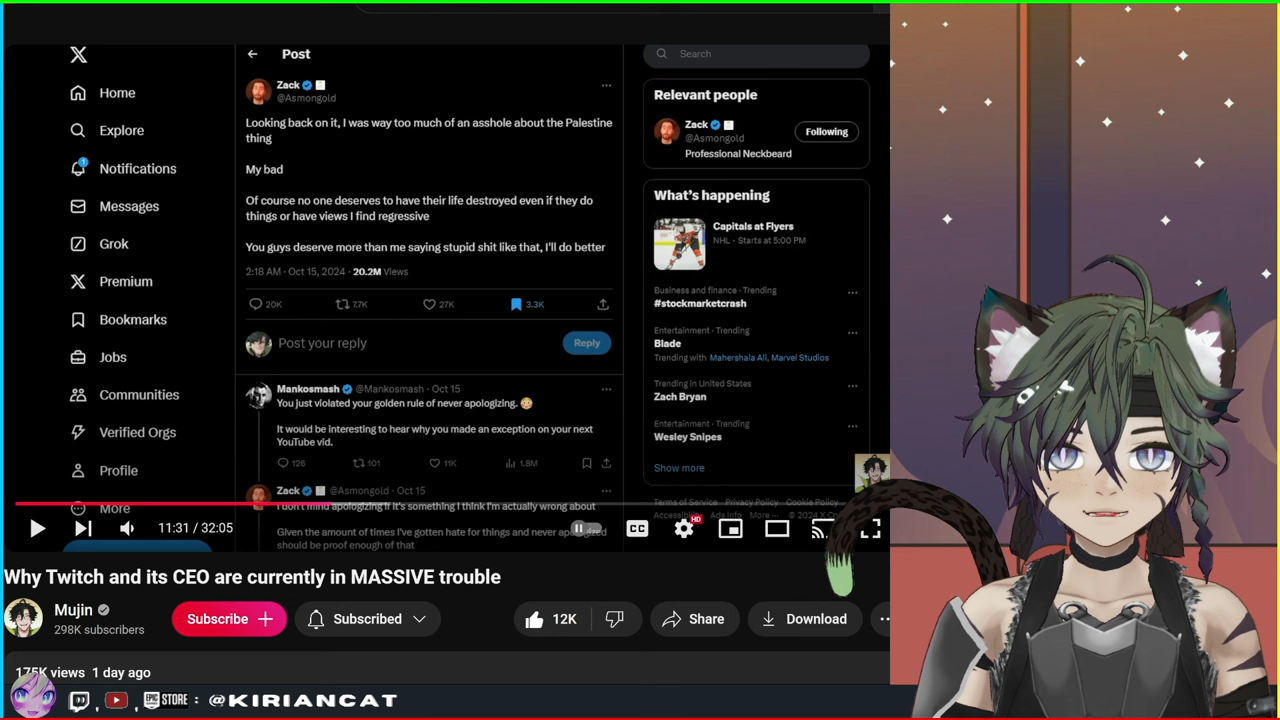 X
Home
Explore
Notifications
1
Messages
Grok
Premium
Bookmarks
Jobs
Communities
Verified Orgs
Profile
More
Post
Zack
@Asmongold
Looking back on it, I was way too much of an asshole about the Palestine
thing
My bad
Of course no one deserves to have their life destroyed even if they do
things or have views I find regressive
You guys deserve more than me saying stupid shit like that, I'll do better
2:18 AM · Oct 15, 2024 · 20.2M Views
20K 7.7K 27K 3.3K
Post your reply
Reply
Mankosmash @Mankosmash · Oct 15
You just violated your golden rule of never apologizing.
It would be interesting to hear why you made an exception on your next
YouTube vid.
126 101 11K 1.8M
Zack @Asmongold · Oct 15
I don't mind apologizing if it's something I think I'm actually wrong about
Given the amount of times I've gotten hate for things and never apologized
should be proof enough of that
Search
Relevant people
Zack
@Asmongold
Following
Professional Neckbeard
What's happening
Capitals at Flyers
NHL · Starts at 5:00 PM
Business and finance · Trending
#stockmarketcrash
Entertainment · Trending
Blade
Trending with Mahershala Ali, Marvel Studios
Trending in United States
Zach Bryan
Entertainment · Trending
Wesley Snipes
Show more
Terms of Service Privacy Policy Cookie Policy
Accessibility Ads info More ··· © 2024 X Co
11:31 / 32:05
CC
HD
Why Twitch and its CEO are currently in MASSIVE trouble
Mujin
298K subscribers
Subscribe
Subscribed
12K
Share
Download
175K views 1 day ago
, , EPIC GAMES STORE : @KIRIANCAT